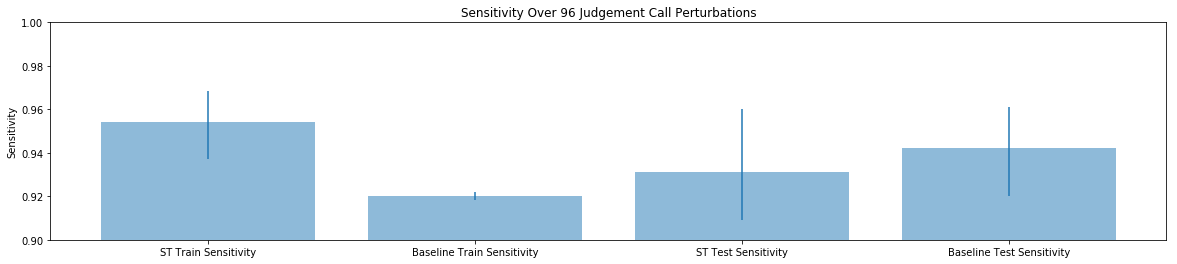 Sensitivity Over 96 Judgement Call Perturbations
1.00
0.98
0.96
0.94
0.92
0.90
Sensitivity
ST Train Sensitivity
Baseline Train Sensitivity
ST Test Sensitivity
Baseline Test Sensitivity